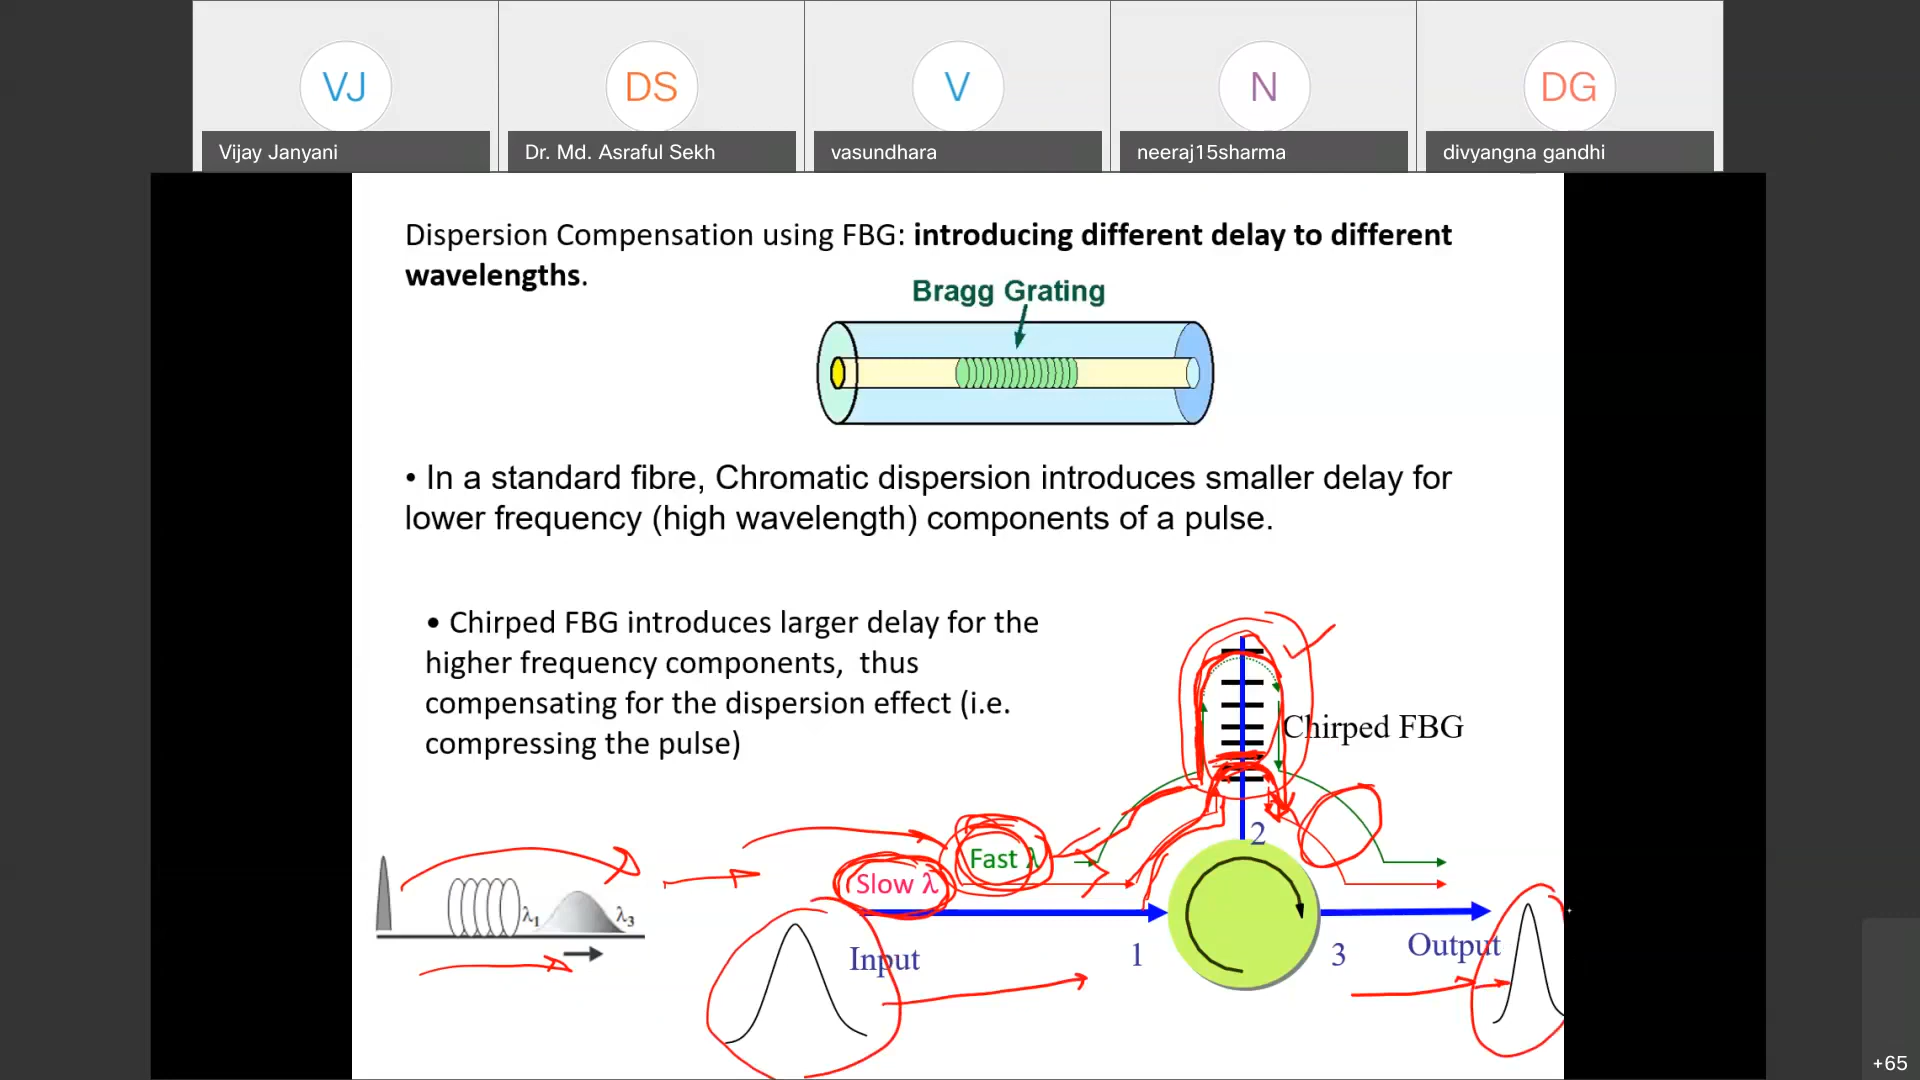 VJ
DS
V
N
DG
Vijay Janyani
Dr. Md. Asraful Sekh
vasundhara
neeraj15sharma
divyangna gandhi
Dispersion Compensation using FBG: introducing different delay to different
wavelengths.
Bragg Grating
• In a standard fibre, Chromatic dispersion introduces smaller delay for
lower frequency (high wavelength) components of a pulse.
• Chirped FBG introduces larger delay for the
higher frequency components, thus
compensating for the dispersion effect (i.e.
compressing the pulse)
Chirped FBG
2
Fast λ
Slow λ
λ1
λ3
Input
1
3
Output
+65